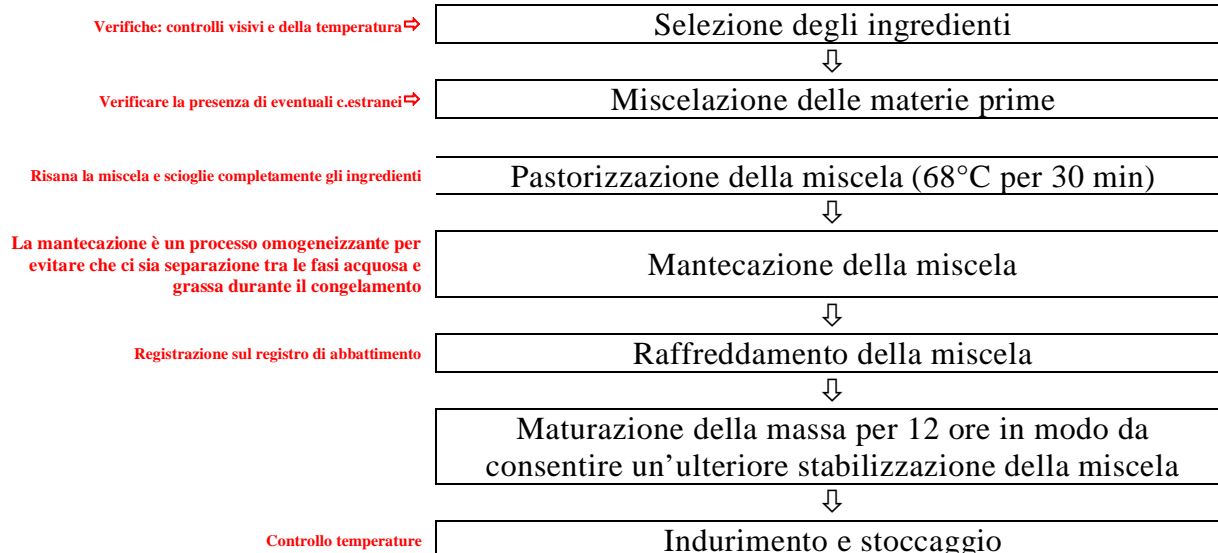 Verifiche: controlli visivi e della temperatura⇨
Selezione degli ingredienti
⇩
Verificare la presenza di eventuali c.estranei⇨
Miscelazione delle materie prime
Risana la miscela e scioglie completamente gli ingredienti
Pastorizzazione della miscela (68°C per 30 min)
⇩
La mantecazione è un processo omogeneizzante per
evitare che ci sia separazione tra le fasi acquosa e
grassa durante il congelamento
Mantecazione della miscela
⇩
Registrazione sul registro di abbattimento
Raffreddamento della miscela
⇩
Maturazione della massa per 12 ore in modo da
consentire un’ulteriore stabilizzazione della miscela
⇩
Controllo temperature
Indurimento e stoccaggio